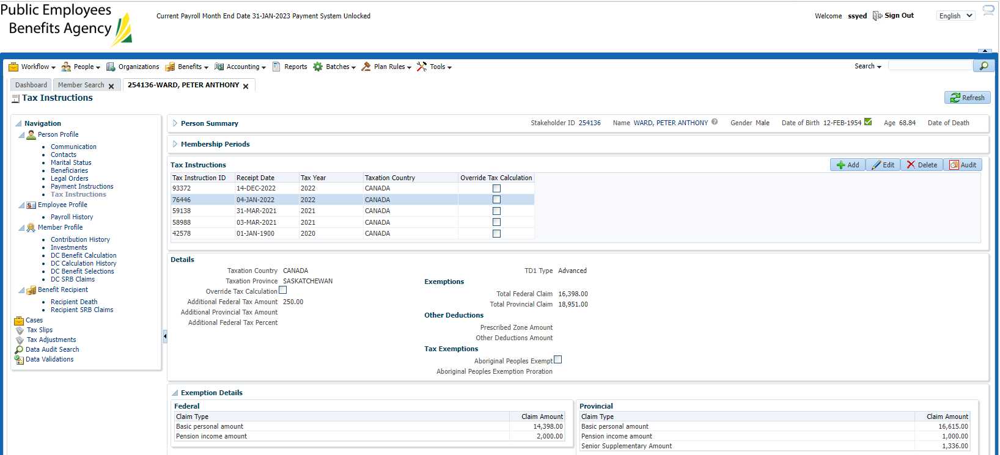 Public Employees
Benefits Agency
Current Payroll Month End Date 31-JAN-2023 Payment System Unlocked
Welcome ssyed Sign Out English
Workflow People Organizations Benefits Accounting Reports Batches Plan Rules Tools Search
Dashboard Member Search 254136-WARD, PETER ANTHONY
Tax Instructions
Refresh
Navigation
Person Profile
Communication
Contacts
Marital Status
Beneficiaries
Legal Orders
Payment Instructions
Tax Instructions
Employee Profile
Payroll History
Member Profile
Contribution History
Investments
DC Benefit Calculation
DC Calculation History
DC Benefit Selections
DC SRB Claims
Benefit Recipient
Recipient Death
Recipient SRB Claims
Cases
Tax Slips
Tax Adjustments
Data Audit Search
Data Validations
Person Summary Stakeholder ID 254136 Name WARD, PETER ANTHONY Gender Male Date of Birth 12-FEB-1954 Age 68.84 Date of Death
Membership Periods
Tax Instructions
Add Edit Delete Audit
Tax Instruction ID Receipt Date Tax Year Taxation Country Override Tax Calculation
93372 14-DEC-2022 2022 CANADA
76446 04-JAN-2022 2022 CANADA
59138 31-MAR-2021 2021 CANADA
58988 03-MAR-2021 2021 CANADA
42578 01-JAN-1900 2020 CANADA
Details
Taxation Country CANADA
Taxation Province SASKATCHEWAN
Override Tax Calculation
Additional Federal Tax Amount 250.00
Additional Provincial Tax Amount
Additional Federal Tax Percent
TD1 Type Advanced
Exemptions
Total Federal Claim 16,398.00
Total Provincial Claim 18,951.00
Other Deductions
Prescribed Zone Amount
Other Deductions Amount
Tax Exemptions
Aboriginal Peoples Exempt
Aboriginal Peoples Exemption Proration
Exemption Details
Federal
Claim Type Claim Amount
Basic personal amount 14,398.00
Pension income amount 2,000.00
Provincial
Claim Type Claim Amount
Basic personal amount 16,615.00
Pension income amount 1,000.00
Senior Supplementary Amount 1,336.00